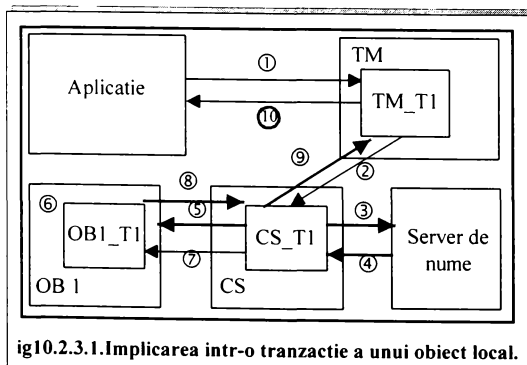 Aplicatie
①
⑩
TM
TM_T1
⑨
②
⑥
OB1_T1
OB 1
⑧
⑤
⑦
CS_T1
CS
③
④
Server de
nume
ig10.2.3.1.Implicarea intr-o tranzactie a unui obiect local.